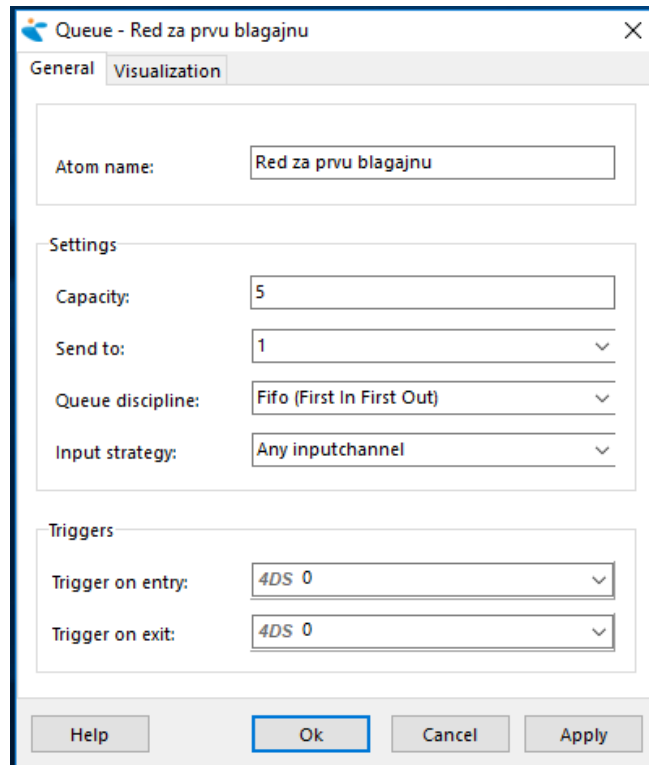 Queue - Red za prvu blagajnu
General Visualization
Atom name: Red za prvu blagajnu
Settings
Capacity: 5
Send to: 1
Queue discipline: Fifo (First In First Out)
Input strategy: Any inputchannel
Triggers
Trigger on entry: 4DS 0
Trigger on exit: 4DS 0
Help Ok Cancel Apply